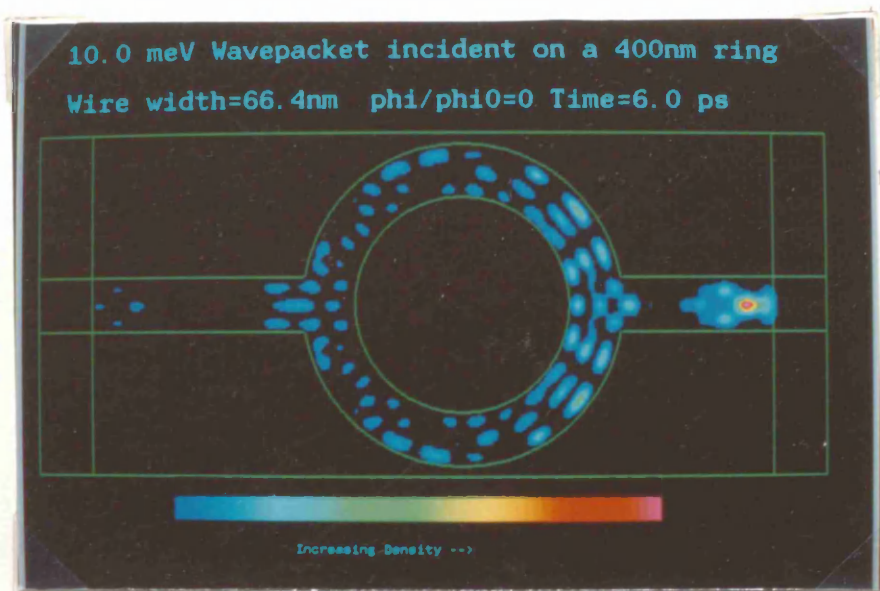 10.0 meV Wavepacket incident on a 400nm ring
Wire width=66.4nm phi/phi0=0 Time=6.0 ps
Increasing Density -->